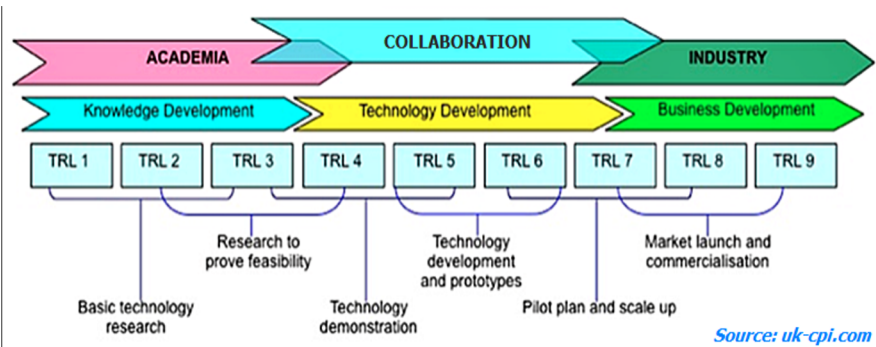 COLLABORATION
ACADEMIA
INDUSTRY
Knowledge Development
Technology Development
Business Development
TRL 1
TRL 2
TRL 3
TRL 4
TRL 5
TRL 6
TRL 7
TRL 8
TRL 9
Research to
prove feasibility
Technology
development
and prototypes
Market launch and
commercialisation
Basic technology
research
Technology
demonstration
Pilot plan and scale up
Source: uk-cpi.com